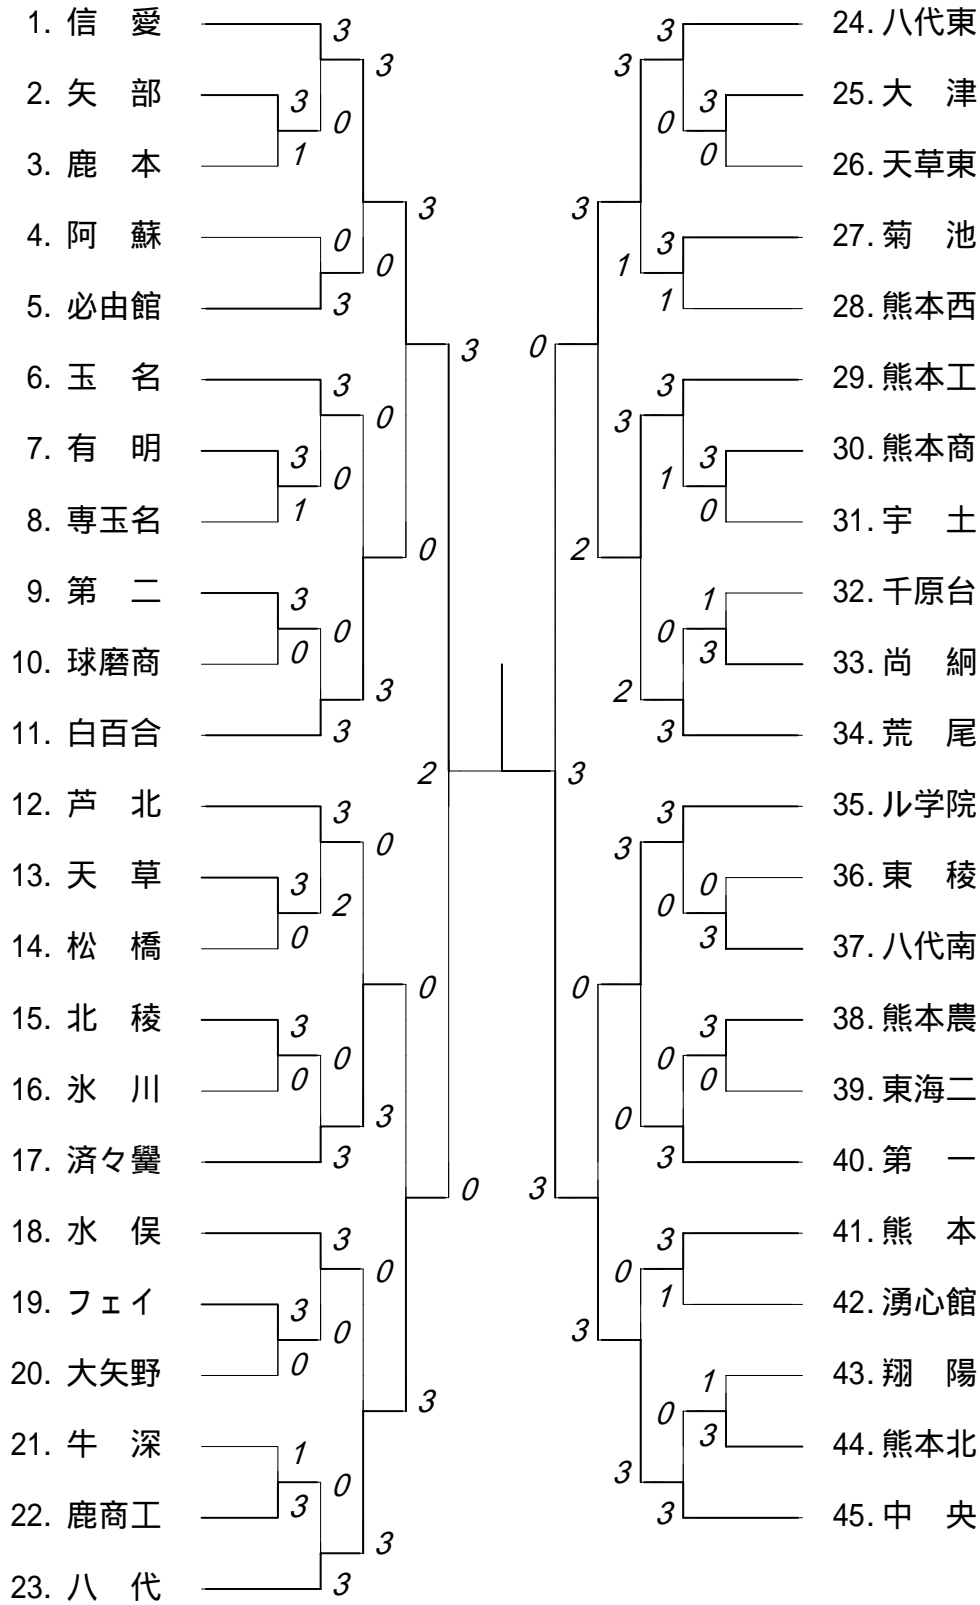 1. 信　愛
2. 矢　部
3. 鹿　本
4. 阿　蘇
5. 必由館
6. 玉　名
7. 有　明
8. 専玉名
9. 第　二
10. 球磨商
11. 白百合
12. 芦　北
13. 天　草
14. 松　橋
15. 北　稜
16. 氷　川
17. 済々黌
18. 水　俣
19. フェイ
20. 大矢野
21. 牛　深
22. 鹿商工
23. 八　代
3
3
1
0
3
0
3
0
3
3
1
0
0
3
0
0
3
3
0
3
2
3
3
0
2
0
3
0
0
0
3
3
0
0
3
3
0
0
0
1
3
0
3
3
3
24. 八代東
25. 大　津
26. 天草東
27. 菊　池
28. 熊本西
29. 熊本工
30. 熊本商
31. 宇　土
32. 千原台
33. 尚　絅
34. 荒　尾
35. ル学院
36. 東　稜
37. 八代南
38. 熊本農
39. 東海二
40. 第　一
41. 熊　本
42. 湧心館
43. 翔　陽
44. 熊本北
45. 中　央
3
3
3
0
0
3
3
1
1
0
3
3
3
1
0
2
1
0
3
2
3
3
3
3
0
0
3
0
3
0
0
0
3
3
3
0
1
3
1
0
3
3
3